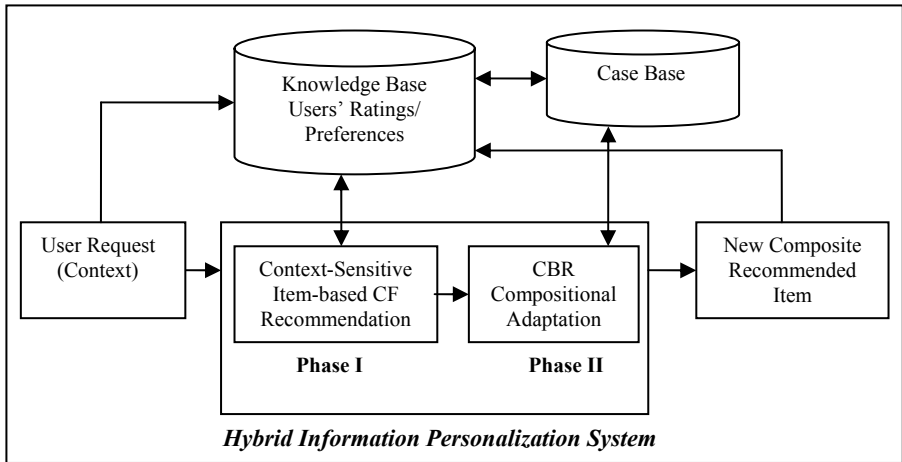 Knowledge Base
Users' Ratings/
Preferences
Case Base
User Request
(Context)
Context-Sensitive
Item-based CF
Recommendation
CBR
Compositional
Adaptation
New Composite
Recommended
Item
Phase I
Phase II
Hybrid Information Personalization System